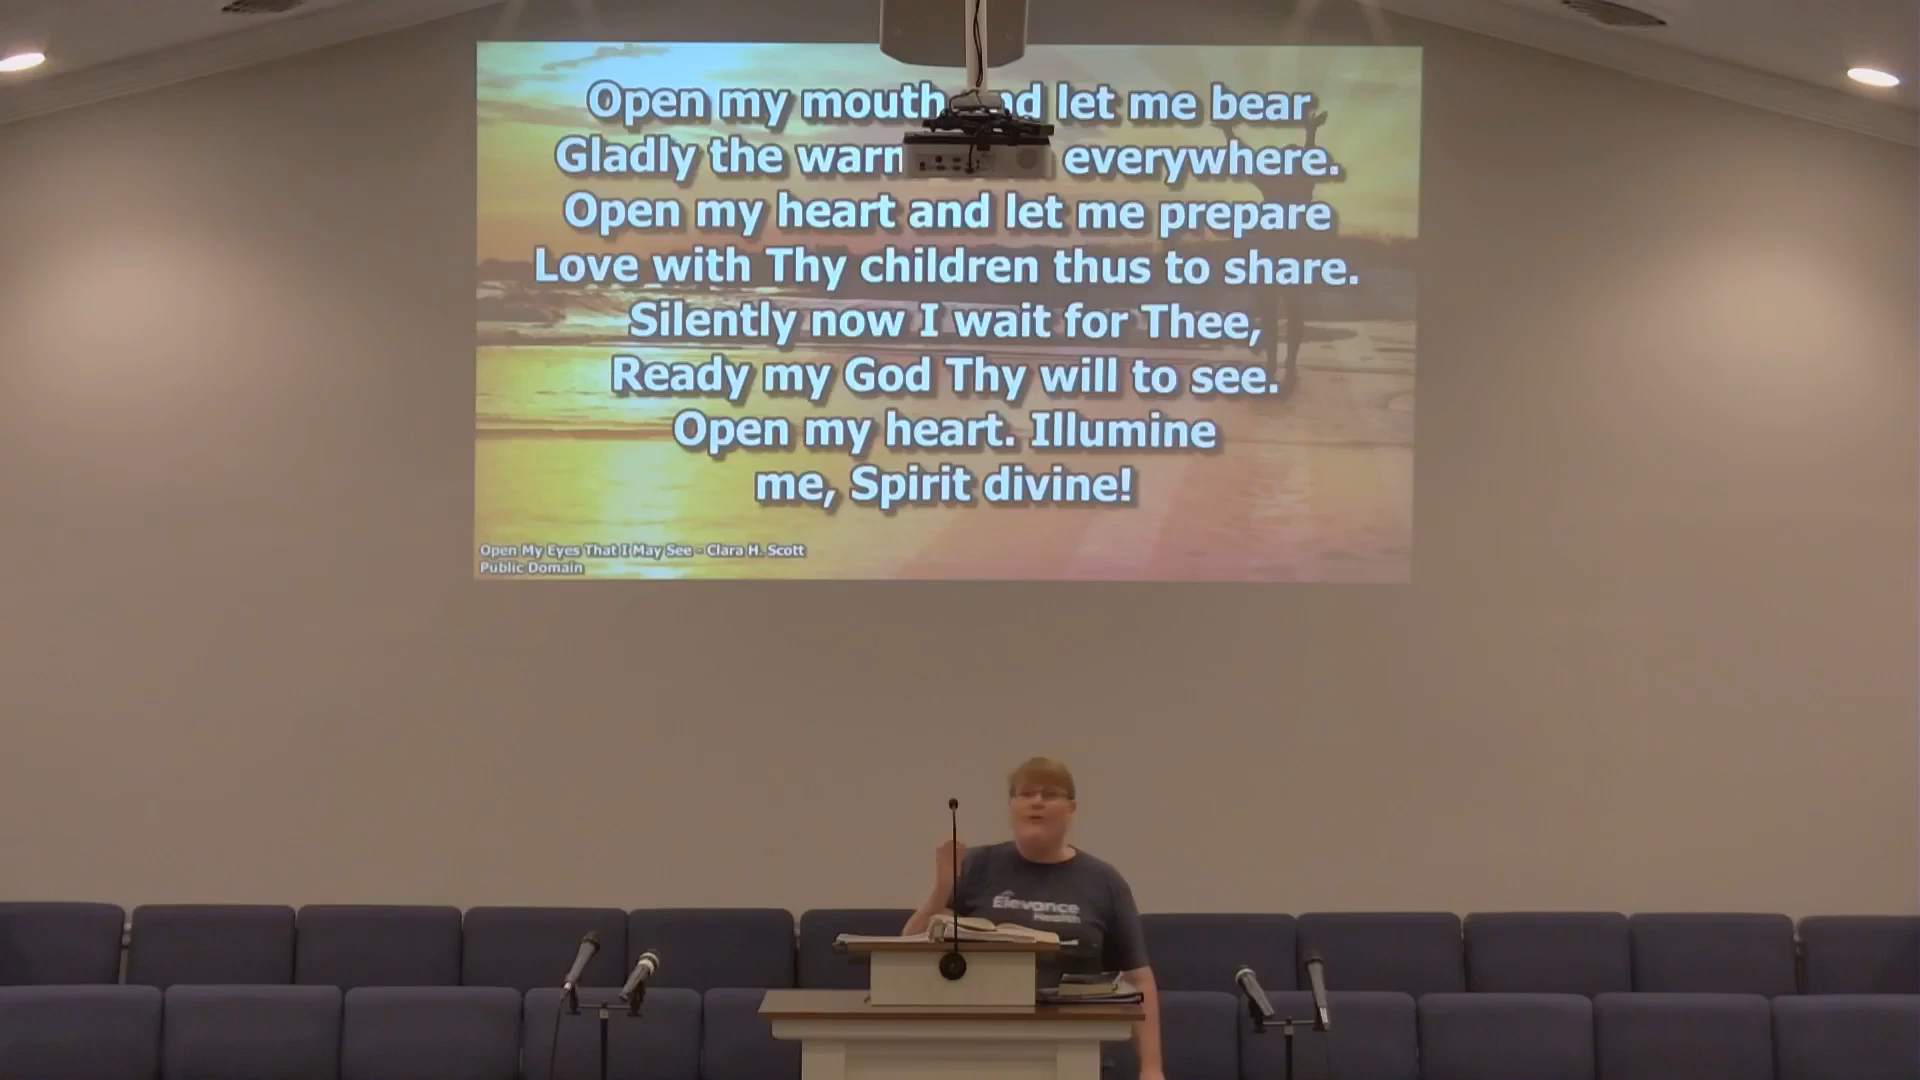 Open my mouth and let me bear
Gladly the warm everywhere.
Open my heart and let me prepare
Love with Thy children thus to share.
Silently now I wait for Thee,
Ready my God Thy will to see.
Open my heart. Illumine
me, Spirit divine!
Open My Eyes That I May See - Clara H. Scott
Public Domain
Elevance
Health